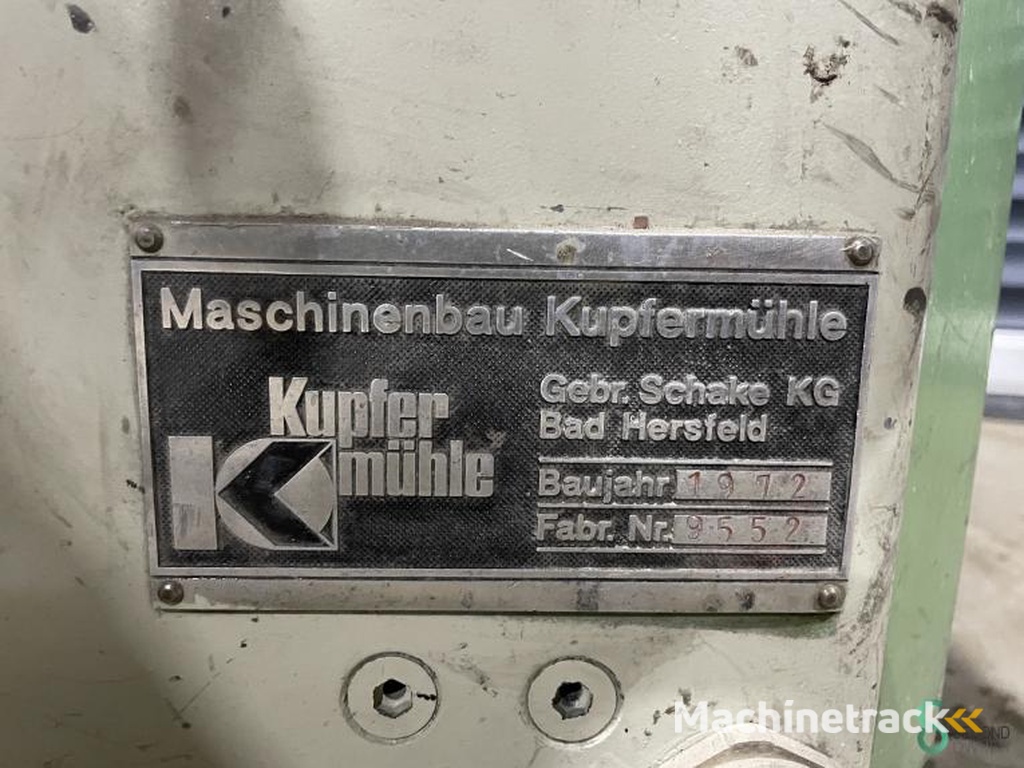 Maschinenbau Kupfermühle
Kupfer
mühle
K
Gebr. Schake KG
Bad Hersfeld
Baujahr 1972
Fabr. Nr. 9552
Machinetrack